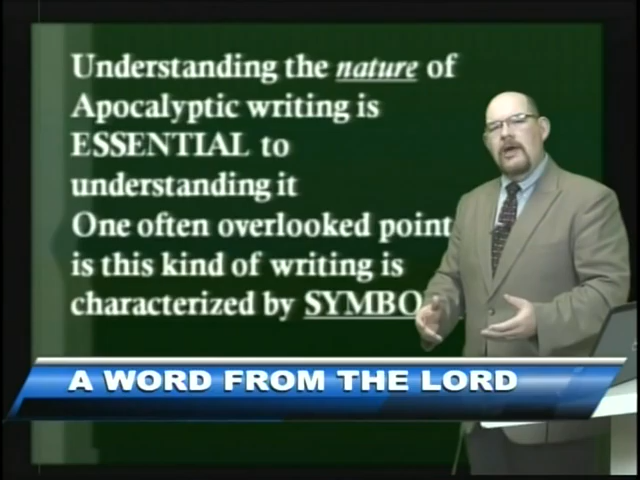 Understanding the nature of
Apocalyptic writing is
ESSENTIAL to
understanding it
One often overlooked point
is this kind of writing is
characterized by SYMBO
A WORD FROM THE LORD